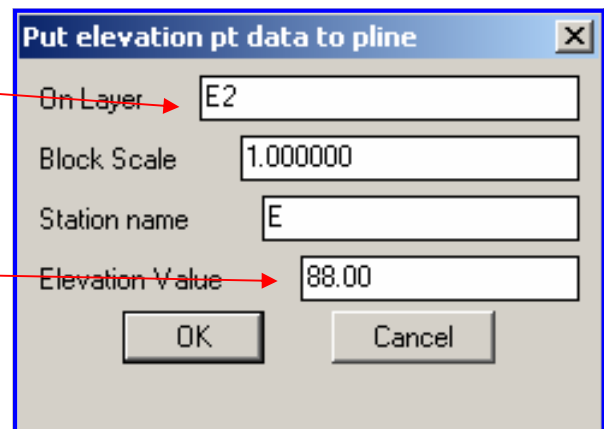 Put elevation pt data to pline
On Layer E2
Block Scale 1.000000
Station name E
Elevation Value 88.00
OK Cancel